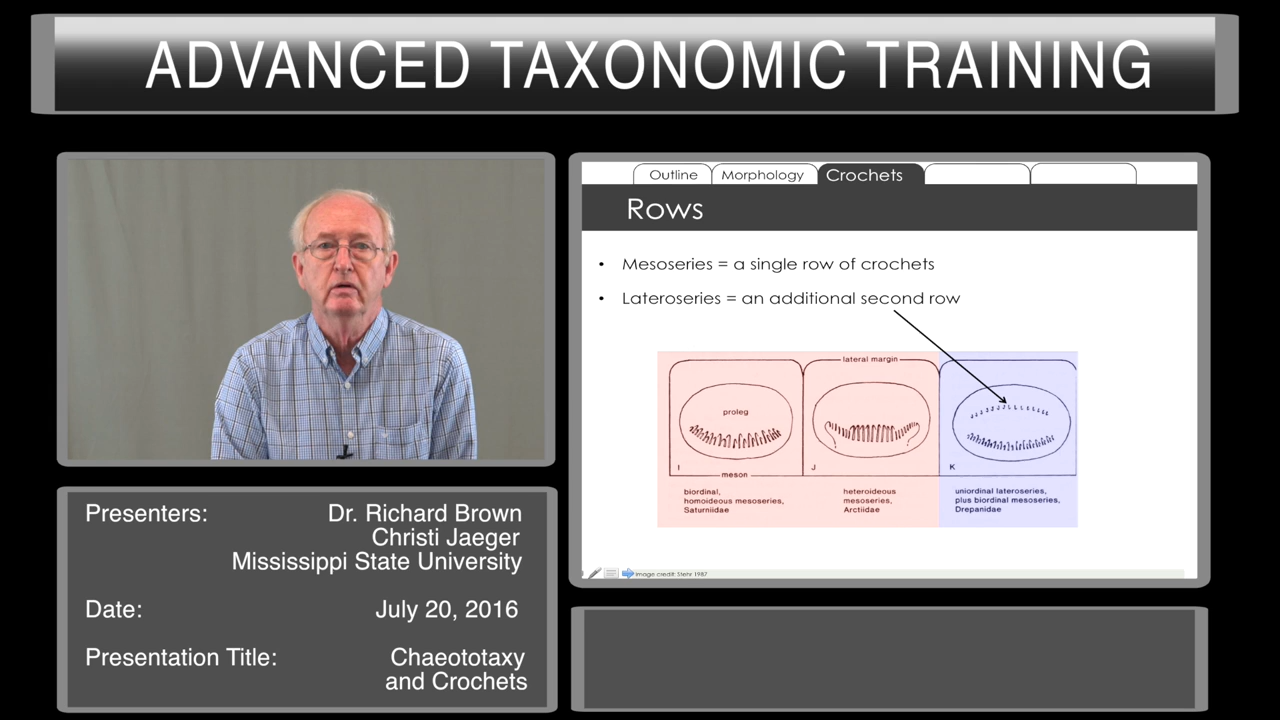 ADVANCED TAXONOMIC TRAINING
Outline
Morphology
Crochets
Rows
• Mesoseries = a single row of crochets
• Lateroseries = an additional second row
lateral margin
proleg
I
J
K
meson
biordinal,
homoideous mesoseries,
Saturniidae
heteroideous
mesoseries,
Arctiidae
uniordinal lateroseries,
plus biordinal mesoseries,
Drepanidae
Image credit: Stehr 1987
Presenters: Dr. Richard Brown
Christi Jaeger
Mississippi State University
Date: July 20, 2016
Presentation Title: Chaeototaxy
and Crochets